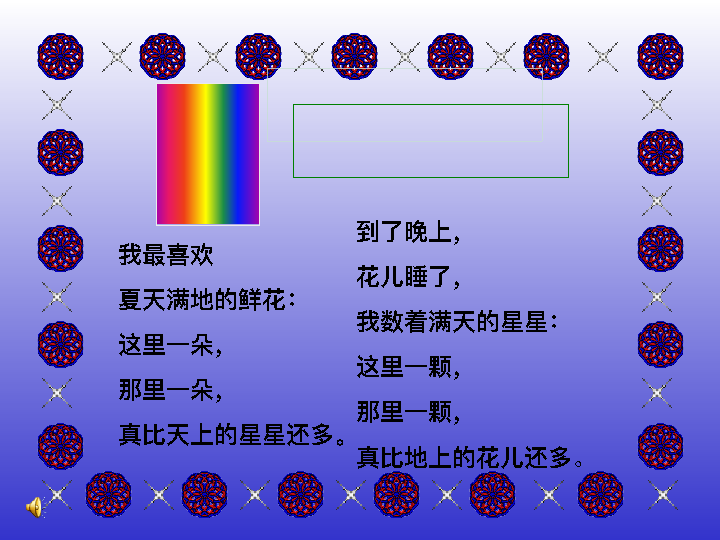 我最喜欢
夏天满地的鲜花：
这里一朵，
那里一朵，
真比天上的星星还多。
到了晚上，
花儿睡了，
我数着满天的星星：
这里一颗，
那里一颗，
真比地上的花儿还多。